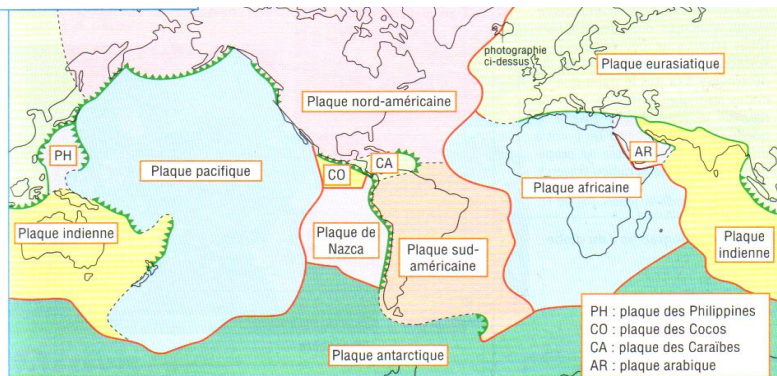 photographie
ci-dessus
Plaque eurasiatique
Plaque nord-américaine
PH
CA
AR
Plaque pacifique
CO
Plaque africaine
Plaque indienne
Plaque de
Nazca
Plaque sud-
américaine
Plaque
indienne
PH : plaque des Philippines
CO : plaque des Cocos
CA : plaque des Caraïbes
AR : plaque arabique
Plaque antarctique